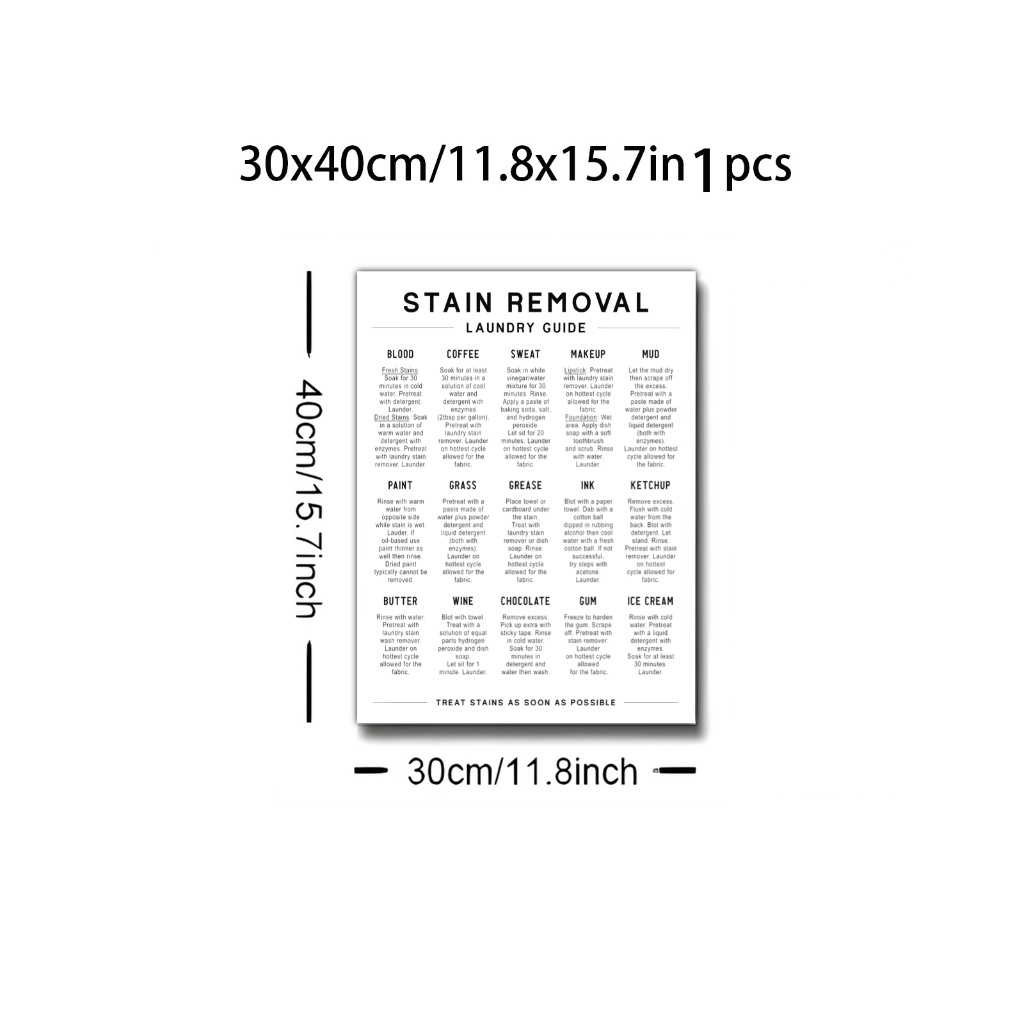 30x40cm/11.8x15.7in 1 pcs
40cm/15.7inch
STAIN REMOVAL
LAUNDRY GUIDE
BLOOD
Fresh Stains:
Soak for 30
minutes in cold
water. Pretreat
with detergent.
Launder.
Dried Stains: Soak
in a solution of
warm water and
detergent with
enzymes. Pretreat
with laundry stain
remover. Launder.
COFFEE
Soak for at least
30 minutes in a
solution of cool
water and
detergent with
enzymes
(2tbsp per gallon).
Pretreat with
laundry stain
remover. Launder
on hottest cycle
allowed for the
fabric.
SWEAT
Soak in white
vinegar/water
mixture for 30
minutes. Rinse.
Apply a paste of
baking soda, salt,
and hydrogen
peroxide.
Let sit for 20
minutes. Launder
on hottest cycle
allowed for the
fabric.
MAKEUP
Lipstick: Pretreat
with laundry stain
remover. Launder
on hottest cycle
allowed for the
fabric.
Foundation: Wet
area. Apply dish
soap with a soft
toothbrush
and scrub. Rinse
with water.
Launder.
MUD
Let the mud dry
then scrape off
the excess.
Pretreat with a
paste made of
water plus powder
detergent and
liquid detergent
(both with
enzymes).
Launder on hottest
cycle allowed for
the fabric.
PAINT
Rinse with warm
water from
opposite side
while stain is wet.
Lauder. If
oil-based use
paint thinner as
well then rinse.
Dried paint
typically cannot be
removed.
GRASS
Pretreat with a
paste made of
water plus powder
detergent and
liquid detergent
(both with
enzymes).
Launder on
hottest cycle
allowed for the
fabric.
GREASE
Place towel or
cardboard under
the stain.
Treat with
laundry stain
remover or dish
soap. Rinse.
Launder on
hottest cycle
allowed for the
fabric.
INK
Blot with a paper
towel. Dab with a
cotton ball
dipped in rubbing
alcohol then cool
water with a fresh
cotton ball. If not
successful,
try steps with
acetone.
Launder.
KETCHUP
Remove excess.
Flush with cold
water from the
back. Blot with
detergent. Let
stand. Rinse.
Pretreat with stain
remover. Launder
on hottest
cycle allowed for
fabric.
BUTTER
Rinse with water.
Pretreat with
laundry stain
wash remover.
Launder on
hottest cycle
allowed for the
fabric.
WINE
Blot with towel.
Treat with a
solution of equal
parts hydrogen
peroxide and dish
soap.
Let sit for 1
minute. Launder.
CHOCOLATE
Remove excess.
Pick up extra with
sticky tape. Rinse
in cold water.
Soak for 30
minutes in
detergent and
water then wash.
GUM
Freeze to harden
the gum. Scrape
off. Pretreat with
stain remover.
Launder
on hottest cycle
allowed
for the fabric.
ICE CREAM
Rinse with cold
water. Pretreat
with a liquid
detergent with
enzymes.
Soak for at least
30 minutes.
Launder.
TREAT STAINS AS SOON AS POSSIBLE
30cm/11.8inch